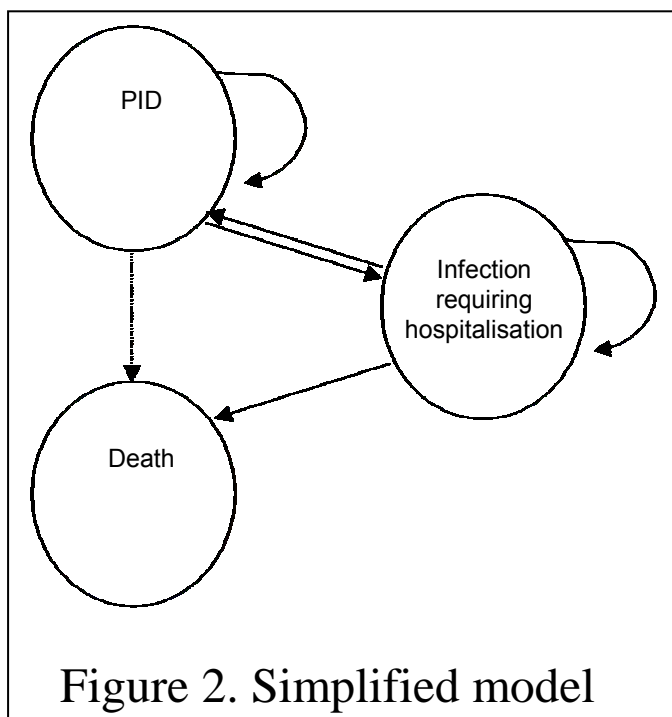 PID
Infection
requiring
hospitalisation
Death
Figure 2. Simplified model